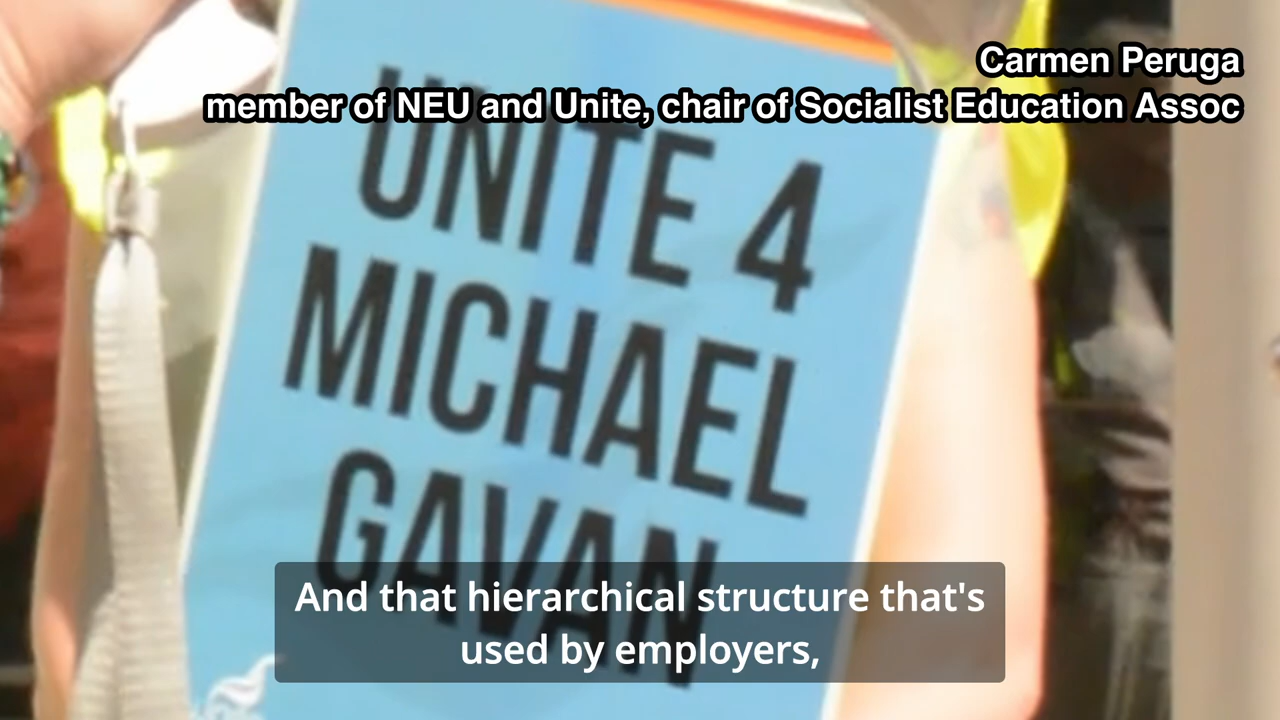 Carmen Peruga
member of NEU and Unite, chair of Socialist Education Assoc
UNITE 4
MICHAEL
GAVAN
And that hierarchical structure that's
used by employers,